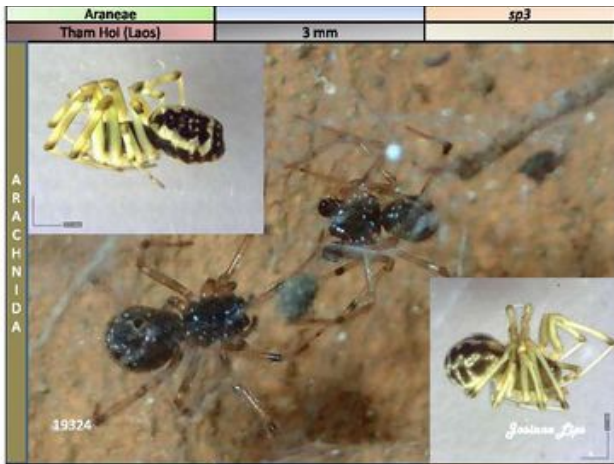 Araneae
sp3
Tham Hoi (Laos)
3 mm
ARACHNIDA
19324
Josiane Lips